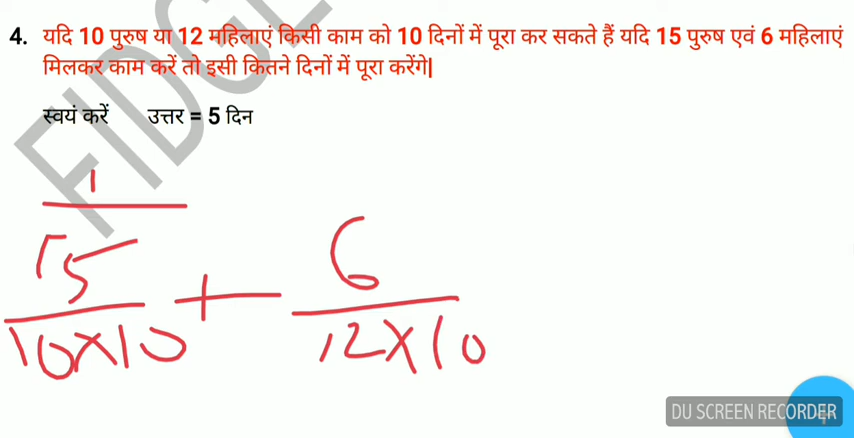 4. यदि 10 पुरुष या 12 महिलाएं किसी काम को 10 दिनों में पूरा कर सकते हैं यदि 15 पुरुष एवं 6 महिलाएं
मिलकर काम करें तो इसी कितने दिनों में पूरा करेंगे|
स्वयं करें उत्तर = 5 दिन
1
15 6
10×10 + 12×10
DU SCREEN RECORDER